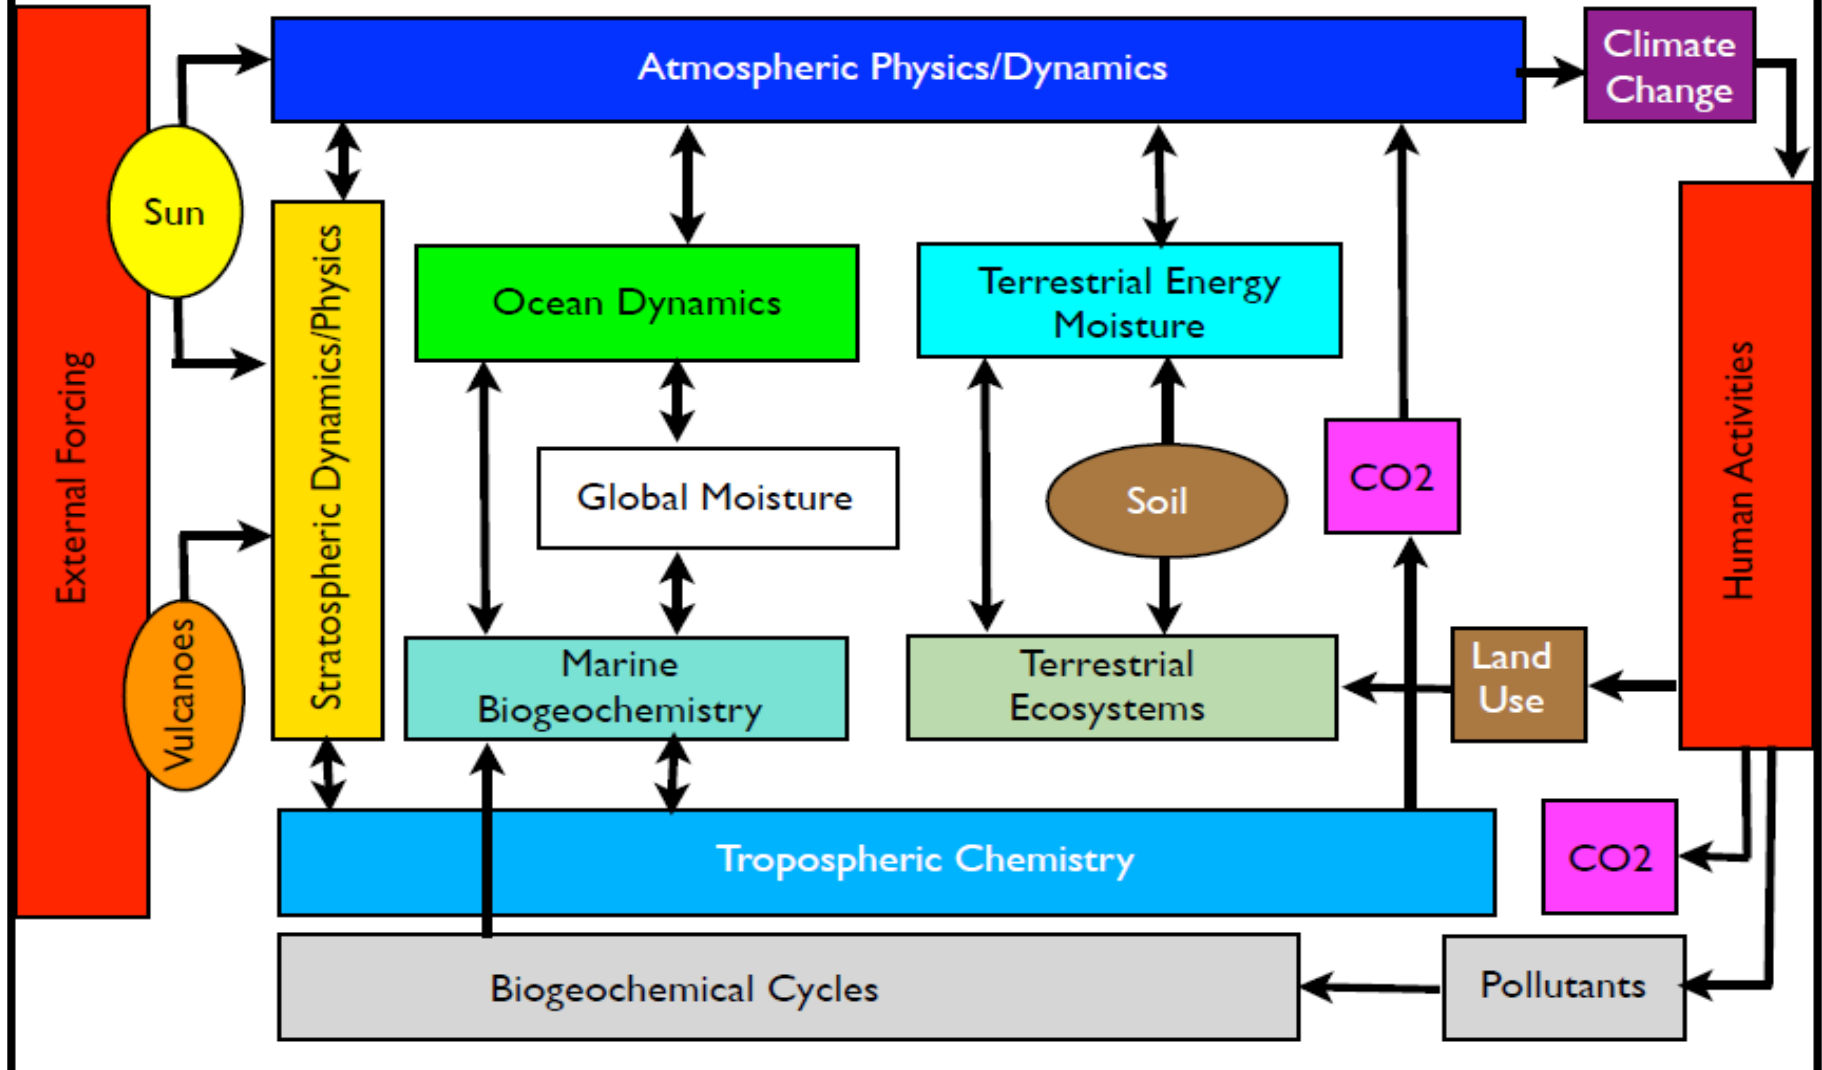 Atmospheric Physics/Dynamics
Climate
Change
Sun
External Forcing
Stratospheric Dynamics/Physics
Ocean Dynamics
Terrestrial Energy
Moisture
Human Activities
Global Moisture
Soil
CO2
Vulcanoes
Marine
Biogeochemistry
Terrestrial
Ecosystems
Land
Use
Tropospheric Chemistry
CO2
Biogeochemical Cycles
Pollutants